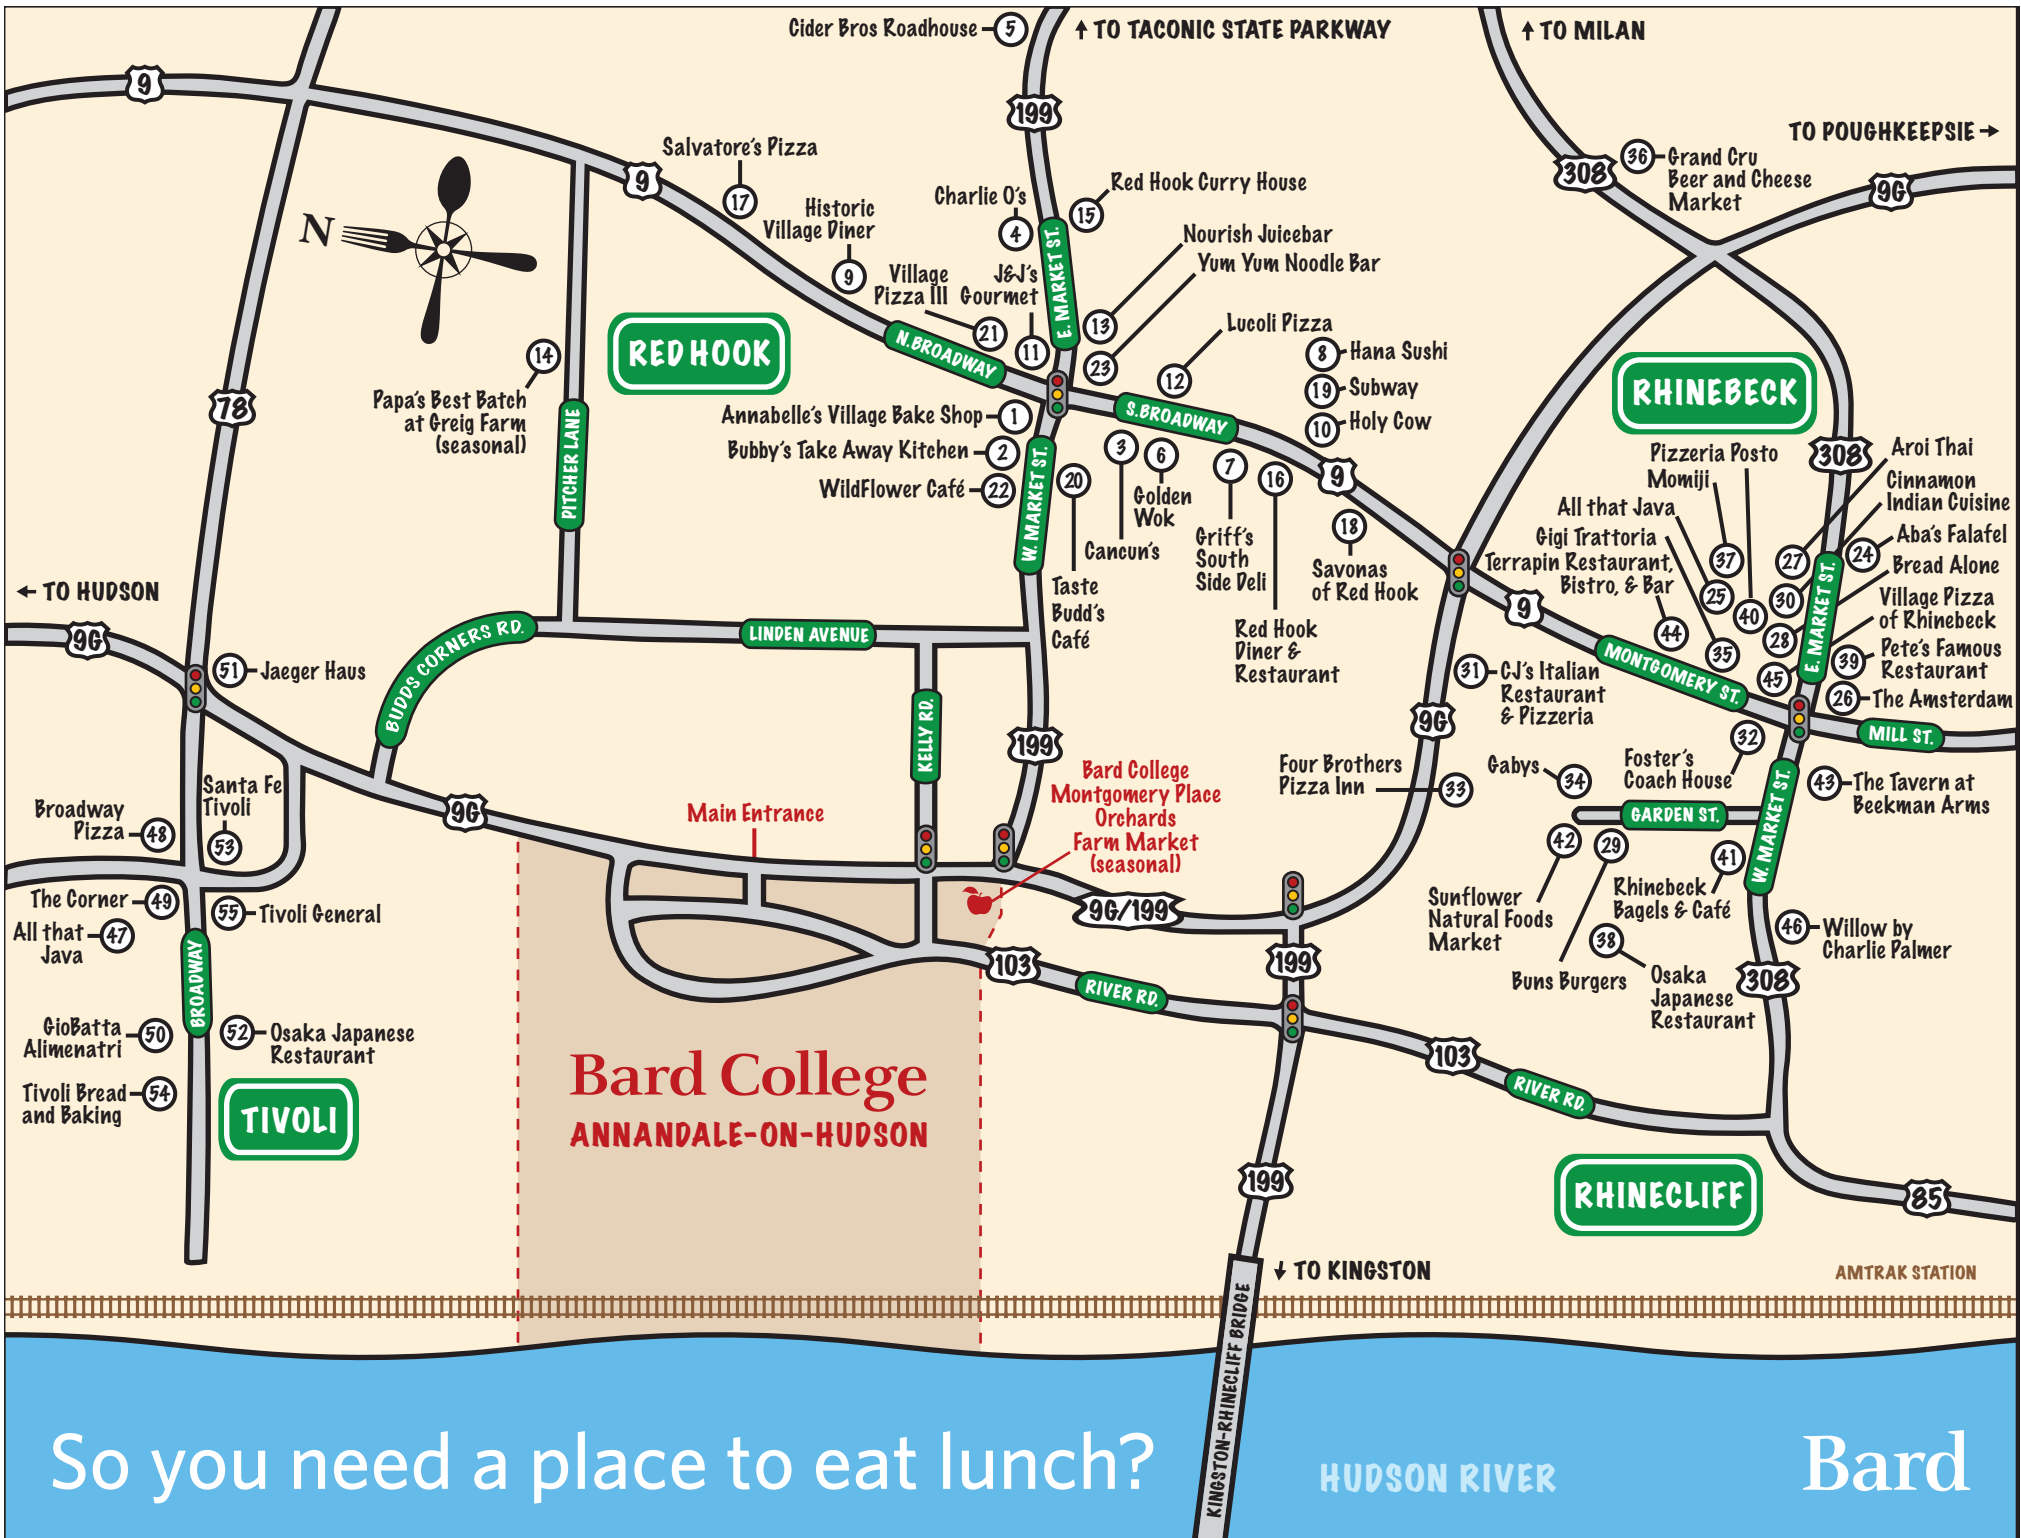 Cider Bros Roadhouse
5
↑ TO TACONIC STATE PARKWAY
↑ TO MILAN
9
199
TO POUGHKEEPSIE →
Salvatore's Pizza
17
9
308
36
Grand Cru
Beer and Cheese
Market
9G
N
Historic
Village Diner
9
Charlie O's
4
15
Red Hook Curry House
E. MARKET ST.
Nourish Juicebar
13
Yum Yum Noodle Bar
23
Village
Pizza III
21
J&J's
Gourmet
11
N. BROADWAY
Lucoli Pizza
12
8
Hana Sushi
19
Subway
10
Holy Cow
RED HOOK
14
Papa's Best Batch
at Greig Farm
(seasonal)
PITCHER LANE
78
Annabelle's Village Bake Shop
1
Bubby's Take Away Kitchen
2
WildFlower Café
22
W. MARKET ST.
20
Taste
Budd's
Café
S. BROADWAY
3
Cancun's
6
Golden
Wok
7
Griff's
South
Side Deli
16
Red Hook
Diner &
Restaurant
9
18
Savonas
of Red Hook
RHINEBECK
308
Pizzeria Posto
40
Momiji
37
All that Java
25
Gigi Trattoria
35
Terrapin Restaurant,
Bistro, & Bar
44
Aroi Thai
27
Cinnamon
Indian Cuisine
30
Aba's Falafel
24
Bread Alone
28
Village Pizza
of Rhinebeck
45
Pete's Famous
Restaurant
39
26
The Amsterdam
E. MARKET ST.
9
MONTGOMERY ST.
MILL ST.
← TO HUDSON
9G
51
Jaeger Haus
BUDDS CORNERS RD.
LINDEN AVENUE
KELLY RD.
199
31
CJ's Italian
Restaurant
& Pizzeria
9G
Four Brothers
Pizza Inn
33
Gabys
34
Foster's
Coach House
32
43
The Tavern at
Beekman Arms
GARDEN ST.
W. MARKET ST.
42
Sunflower
Natural Foods
Market
29
Buns Burgers
41
Rhinebeck
Bagels & Café
38
Osaka
Japanese
Restaurant
46
Willow by
Charlie Palmer
308
Santa Fe
Tivoli
53
Broadway
Pizza
48
The Corner
49
All that
Java
47
55
Tivoli General
BROADWAY
GioBatta
Alimenatri
50
52
Osaka Japanese
Restaurant
Tivoli Bread
and Baking
54
TIVOLI
9G
Main Entrance
Bard College
Montgomery Place
Orchards
Farm Market
(seasonal)
9G/199
199
103
RIVER RD.
103
RIVER RD.
Bard College
ANNANDALE-ON-HUDSON
199
RHINECLIFF
85
↓ TO KINGSTON
AMTRAK STATION
KINGSTON-RHINECLIFF BRIDGE
So you need a place to eat lunch?
HUDSON RIVER
Bard